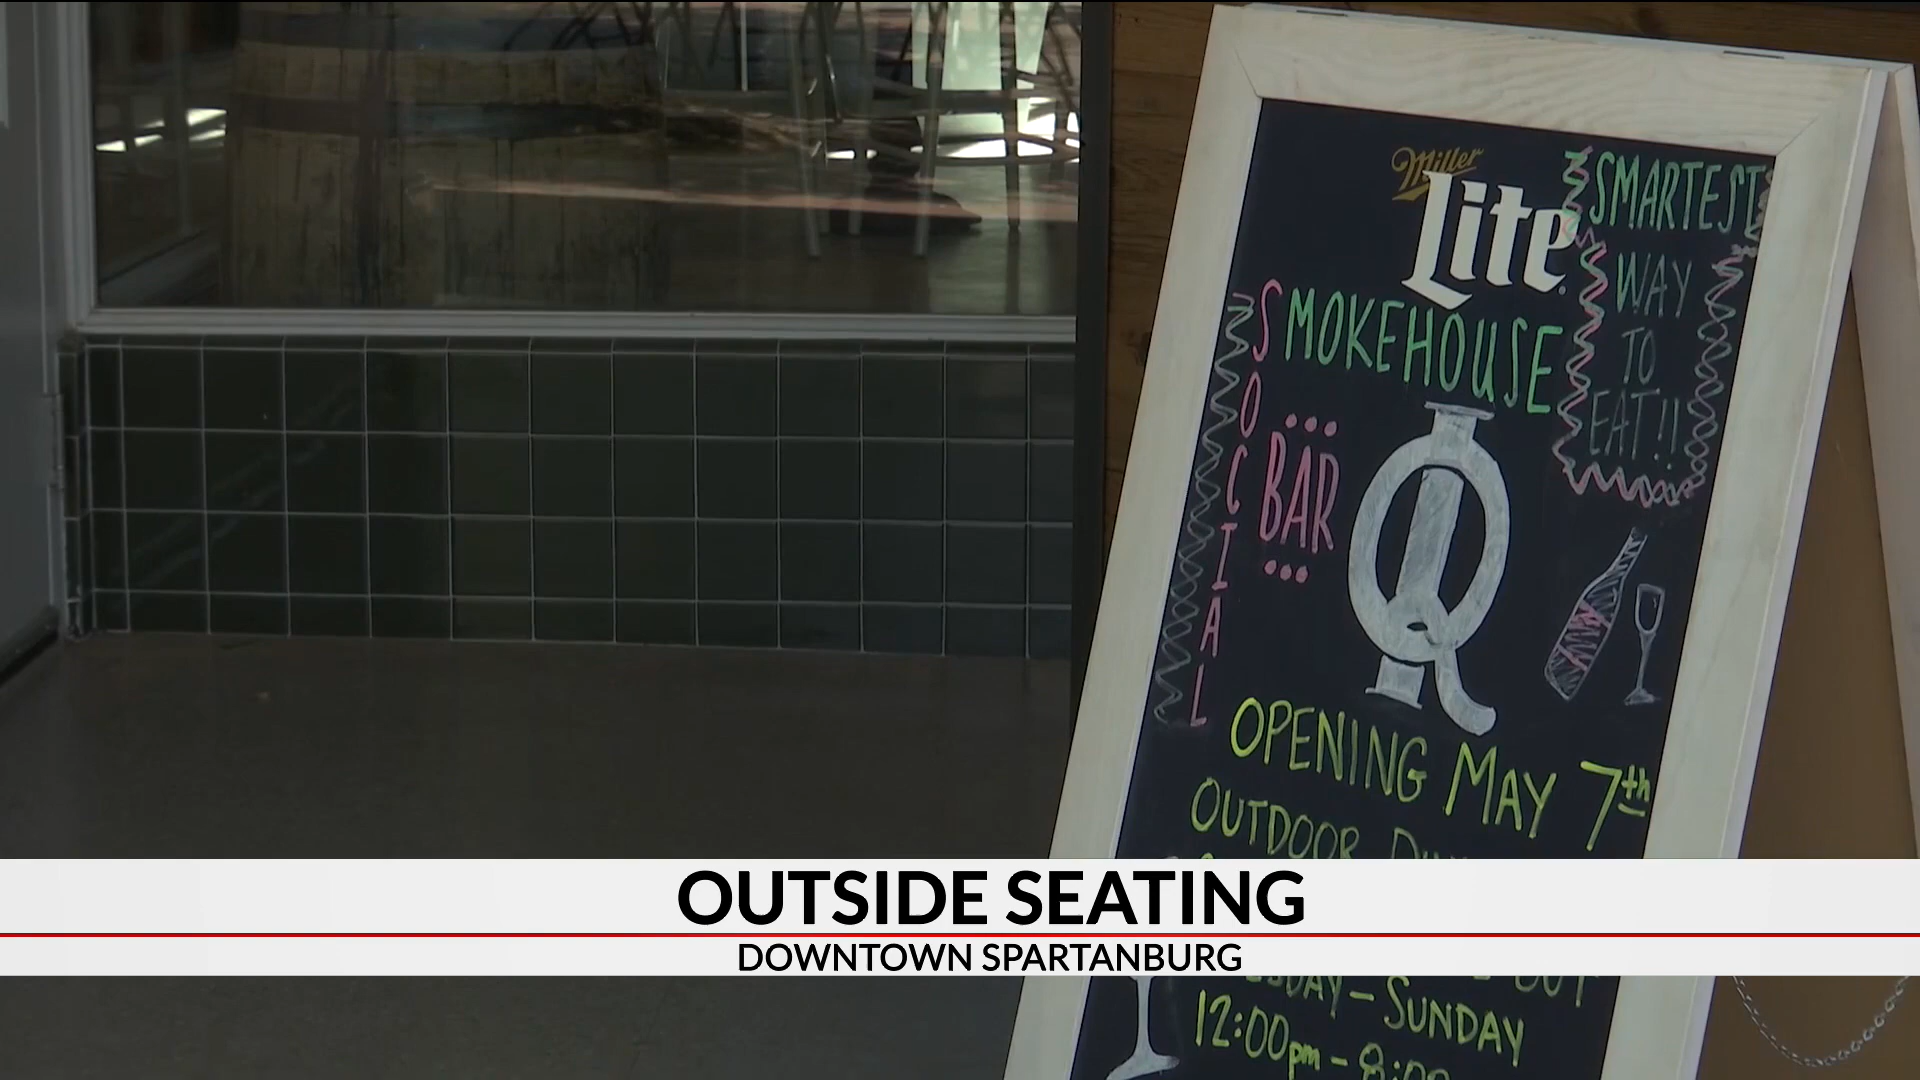 Miller
Lite
SMARTEST
WAY
TO
EAT!!
SMOKEHOUSE
SOCIAL
BAR
Q
OPENING MAY 7th
OUTDOOR
OUTSIDE SEATING
DOWNTOWN SPARTANBURG
OUT
- SUNDAY
12:00pm -